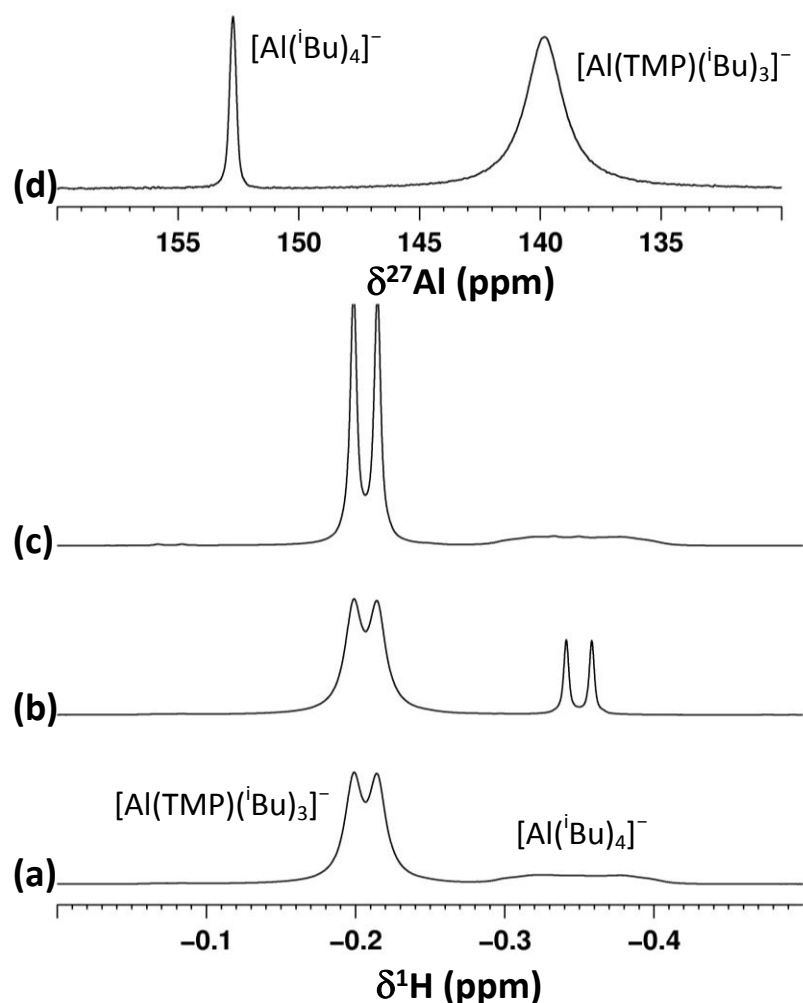 [Al(ⁱBu)₄]⁻
[Al(TMP)(ⁱBu)₃]⁻
(d)
155 150 145 140 135
δ²⁷Al (ppm)
(c)
(b)
[Al(TMP)(ⁱBu)₃]⁻
[Al(ⁱBu)₄]⁻
(a)
−0.1 −0.2 −0.3 −0.4
δ¹H (ppm)